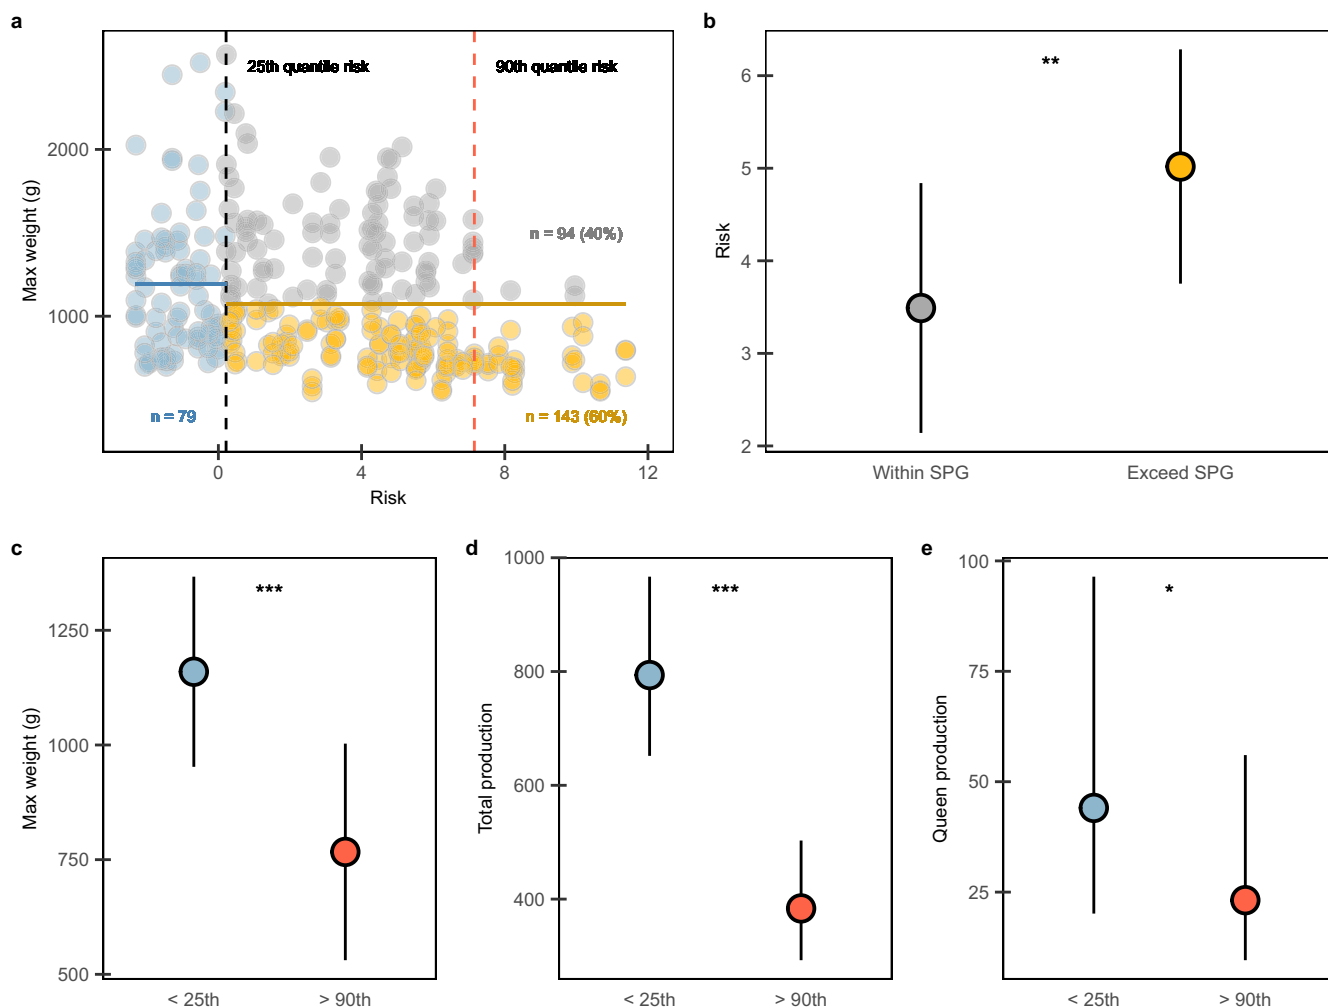 a
25th quantile risk
90th quantile risk
Max weight (g)
2000
1000
n = 94 (40%)
n = 79
n = 143 (60%)
0
4
8
12
Risk
b
**
Risk
6
5
4
3
2
Within SPG
Exceed SPG
c
***
Max weight (g)
1250
1000
750
500
< 25th
> 90th
d
***
Total production
1000
800
600
400
< 25th
> 90th
e
*
Queen production
100
75
50
25
< 25th
> 90th